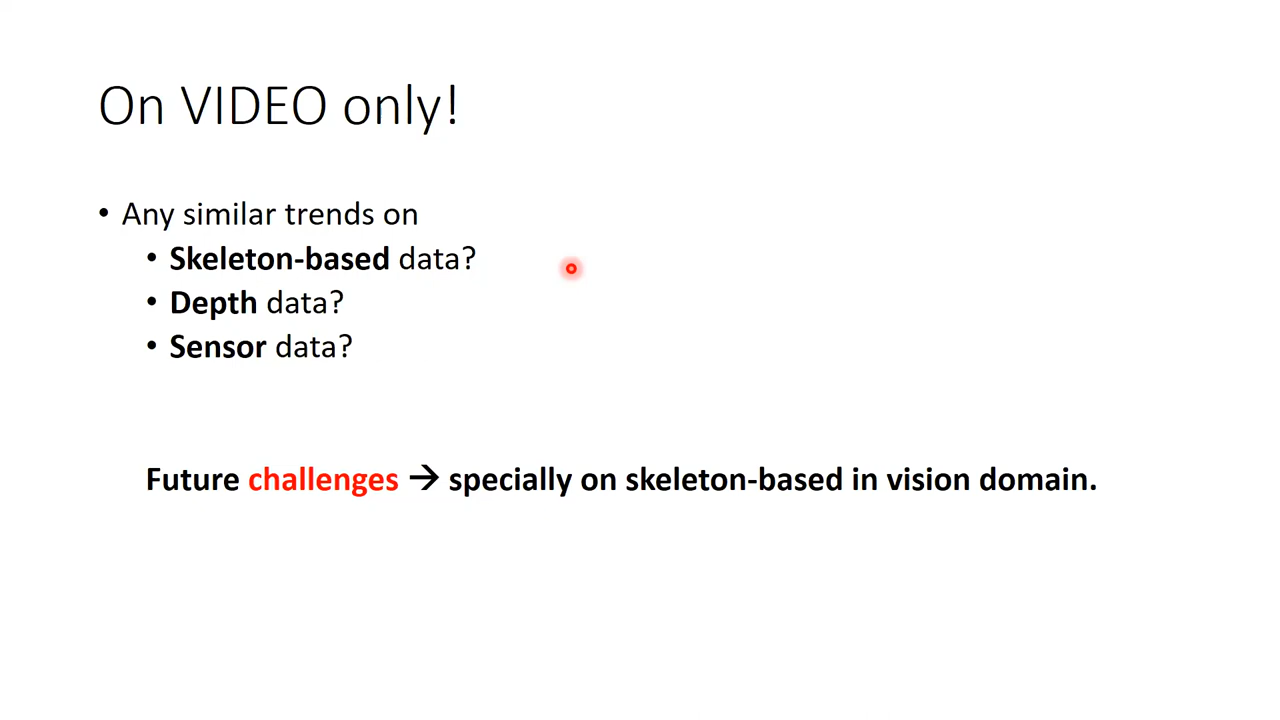 On VIDEO only!
• Any similar trends on
• Skeleton-based data?
• Depth data?
• Sensor data?
Future challenges → specially on skeleton-based in vision domain.